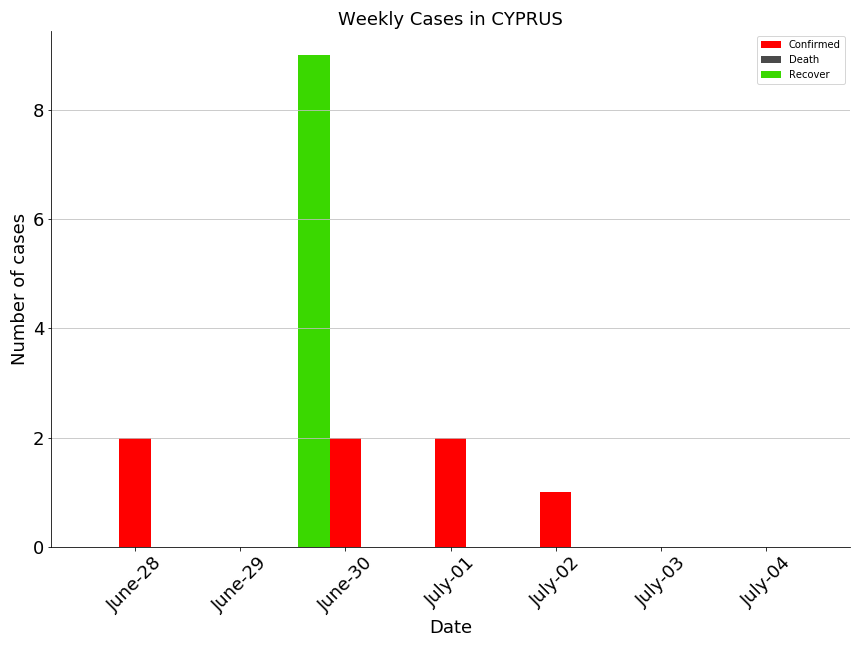 Weekly Cases in CYPRUS
Confirmed
Death
Recover
Number of cases
8
6
4
2
0
June-28
June-29
June-30
July-01
July-02
July-03
July-04
Date